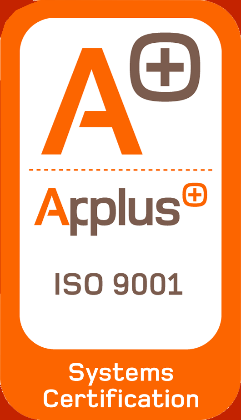 A+
Applus+
ISO 9001
Systems
Certification